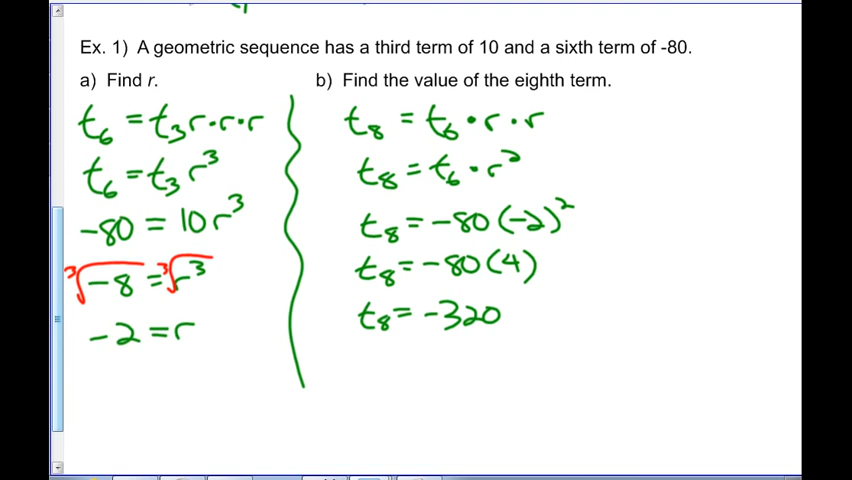 Ex. 1) A geometric sequence has a third term of 10 and a sixth term of -80.
a) Find r.
t₆ = t₃r·r·r
t₆ = t₃r³
-80 = 10r³
∛-8 = ∛r³
-2 = r
b) Find the value of the eighth term.
t₈ = t₆·r·r
t₈ = t₆·r²
t₈ = -80(-2)²
t₈ = -80(4)
t₈ = -320